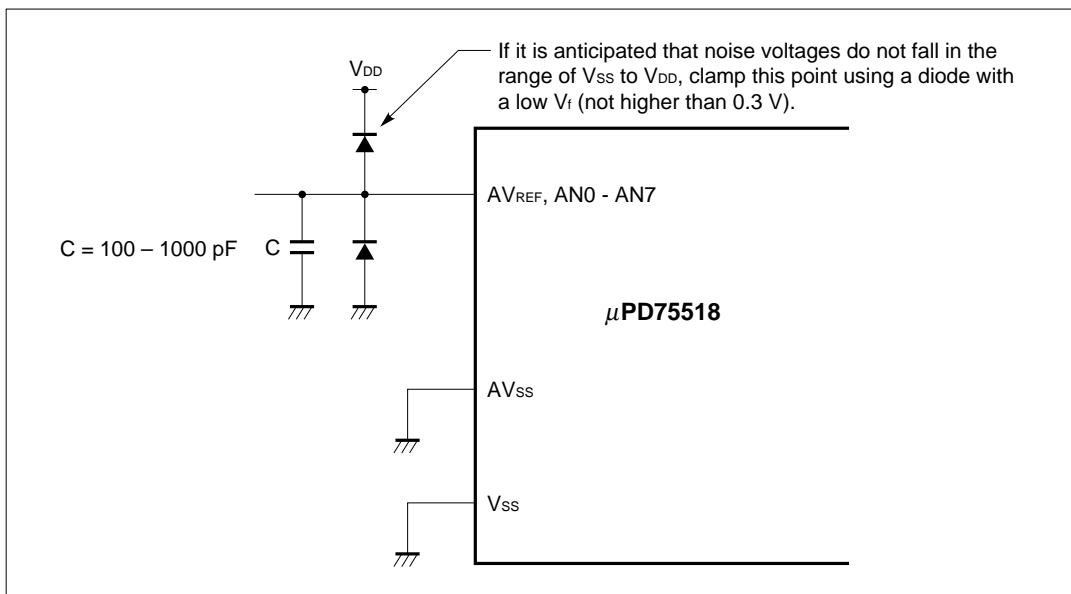 If it is anticipated that noise voltages do not fall in the
range of VSS to VDD, clamp this point using a diode with
a low Vf (not higher than 0.3 V).
VDD
AVREF, AN0 - AN7
C = 100 – 1000 pF
C
μPD75518
AVSS
VSS